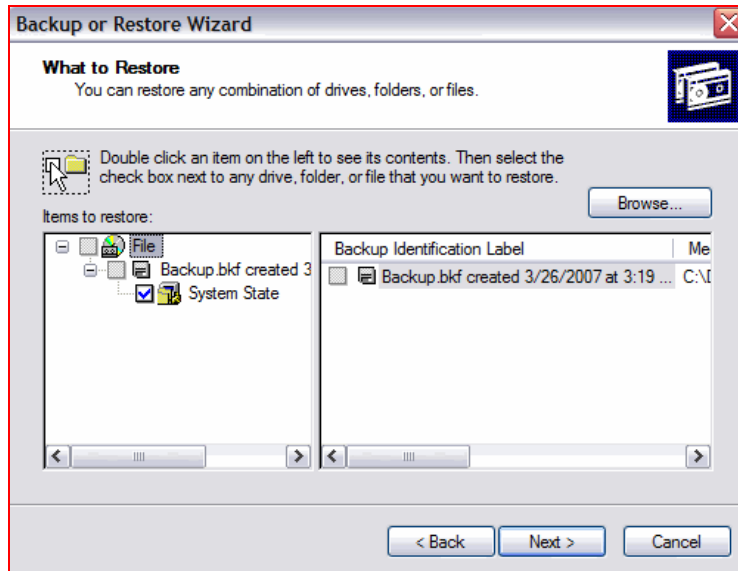 Backup or Restore Wizard
What to Restore
You can restore any combination of drives, folders, or files.
Double click an item on the left to see its contents. Then select the
check box next to any drive, folder, or file that you want to restore.
Browse...
Items to restore:
File
Backup.bkf created 3
System State
Backup Identification Label
Me
Backup.bkf created 3/26/2007 at 3:19 ...
C:\D
< Back
Next >
Cancel